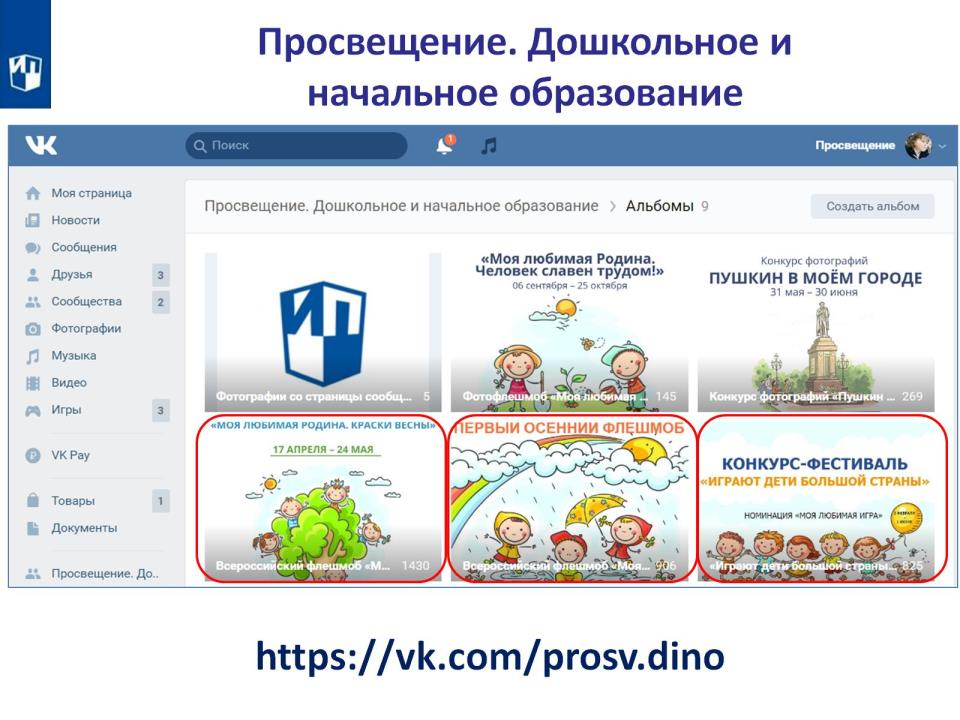 ИП
Просвещение. Дошкольное и
начальное образование
Поиск
1
Просвещение
Моя страница
Новости
Сообщения
Друзья 3
Сообщества 2
Фотографии
Музыка
Видео
Игры 3
VK Pay
Товары 1
Документы
Просвещение. До..
Просвещение. Дошкольное и начальное образование > Альбомы 9
Создать альбом
ИП
Фотографии со страницы сообщ... 5
«Моя любимая Родина.
Человек славен трудом!»
06 сентября – 25 октября
Фотофлешмоб «Моя любимая ... 145
Конкурс фотографий
ПУШКИН В МОЁМ ГОРОДЕ
31 мая – 30 июня
Конкурс фотографий «Пушкин ... 269
«МОЯ ЛЮБИМАЯ РОДИНА. КРАСКИ ВЕСНЫ»
17 АПРЕЛЯ – 24 МАЯ
Всероссийский флешмоб «М... 1430
ПЕРВЫЙ ОСЕННИЙ ФЛЕШМОБ
Всероссийский флешмоб «Моя... 906
КОНКУРС-ФЕСТИВАЛЬ
«ИГРАЮТ ДЕТИ БОЛЬШОЙ СТРАНЫ»
НОМИНАЦИЯ «МОЯ ЛЮБИМАЯ ИГРА»
«Играют дети большой страны... 825
https://vk.com/prosv.dino